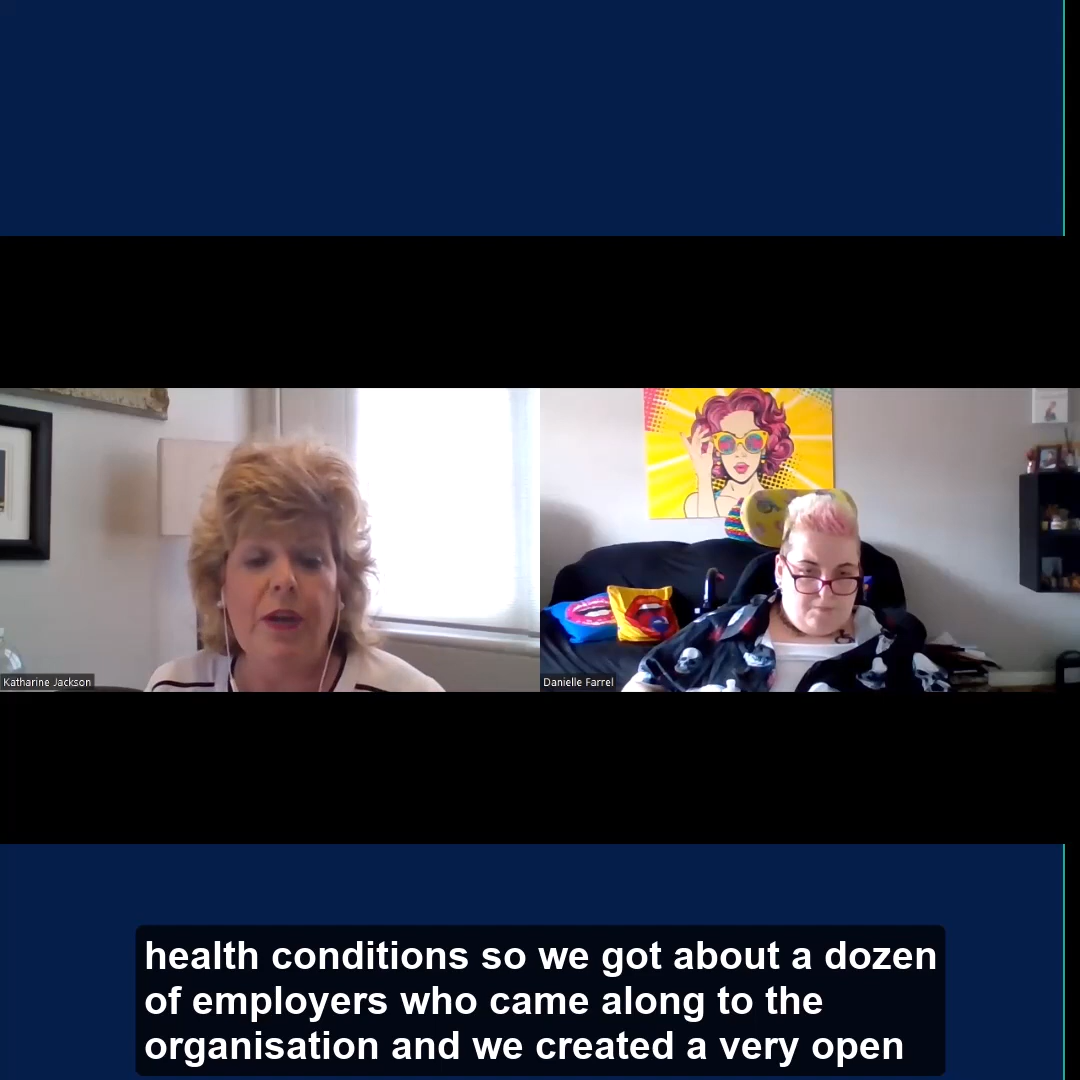 Katharine Jackson
Danielle Farrel
health conditions so we got about a dozen
of employers who came along to the
organisation and we created a very open